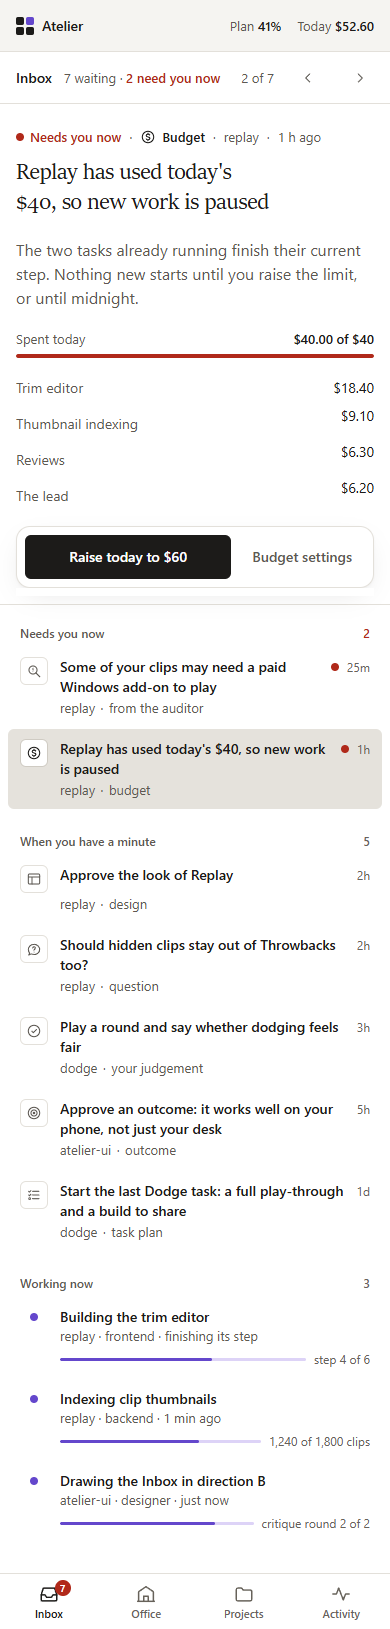 Atelier
Plan 41% Today $52.60
Inbox 7 waiting · 2 need you now 2 of 7
Needs you now · Budget · replay · 1 h ago
Replay has used today's
$40, so new work is paused
The two tasks already running finish their current
step. Nothing new starts until you raise the limit,
or until midnight.
Spent today $40.00 of $40
Trim editor $18.40
Thumbnail indexing $9.10
Reviews $6.30
The lead $6.20
Raise today to $60 Budget settings
Needs you now 2
Some of your clips may need a paid 25m
Windows add-on to play
replay · from the auditor
Replay has used today's $40, so new work 1h
is paused
replay · budget
When you have a minute 5
Approve the look of Replay 2h
replay · design
Should hidden clips stay out of Throwbacks 2h
too?
replay · question
Play a round and say whether dodging feels 3h
fair
dodge · your judgement
Approve an outcome: it works well on your 5h
phone, not just your desk
atelier-ui · outcome
Start the last Dodge task: a full play-through 1d
and a build to share
dodge · task plan
Working now 3
Building the trim editor
replay · frontend · finishing its step
step 4 of 6
Indexing clip thumbnails
replay · backend · 1 min ago
1,240 of 1,800 clips
Drawing the Inbox in direction B
atelier-ui · designer · just now
critique round 2 of 2
7
Inbox Office Projects Activity